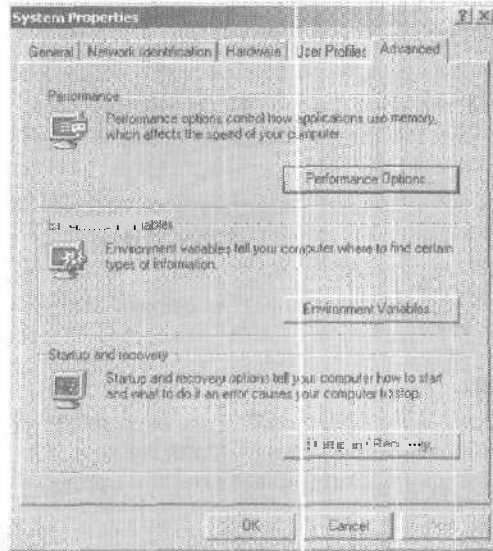 System Properties
General Network Identification Hardware User Profiles Advanced
Performance
Performance options control how applications use memory,
which affects the speed of your computer.
Performance Options...
Environment variables tell your computer where to find certain
types of information.
Environment Variables...
Startup and recovery
Startup and recovery options tell your computer how to start
and what to do if an error causes your computer to stop.
OK Cancel